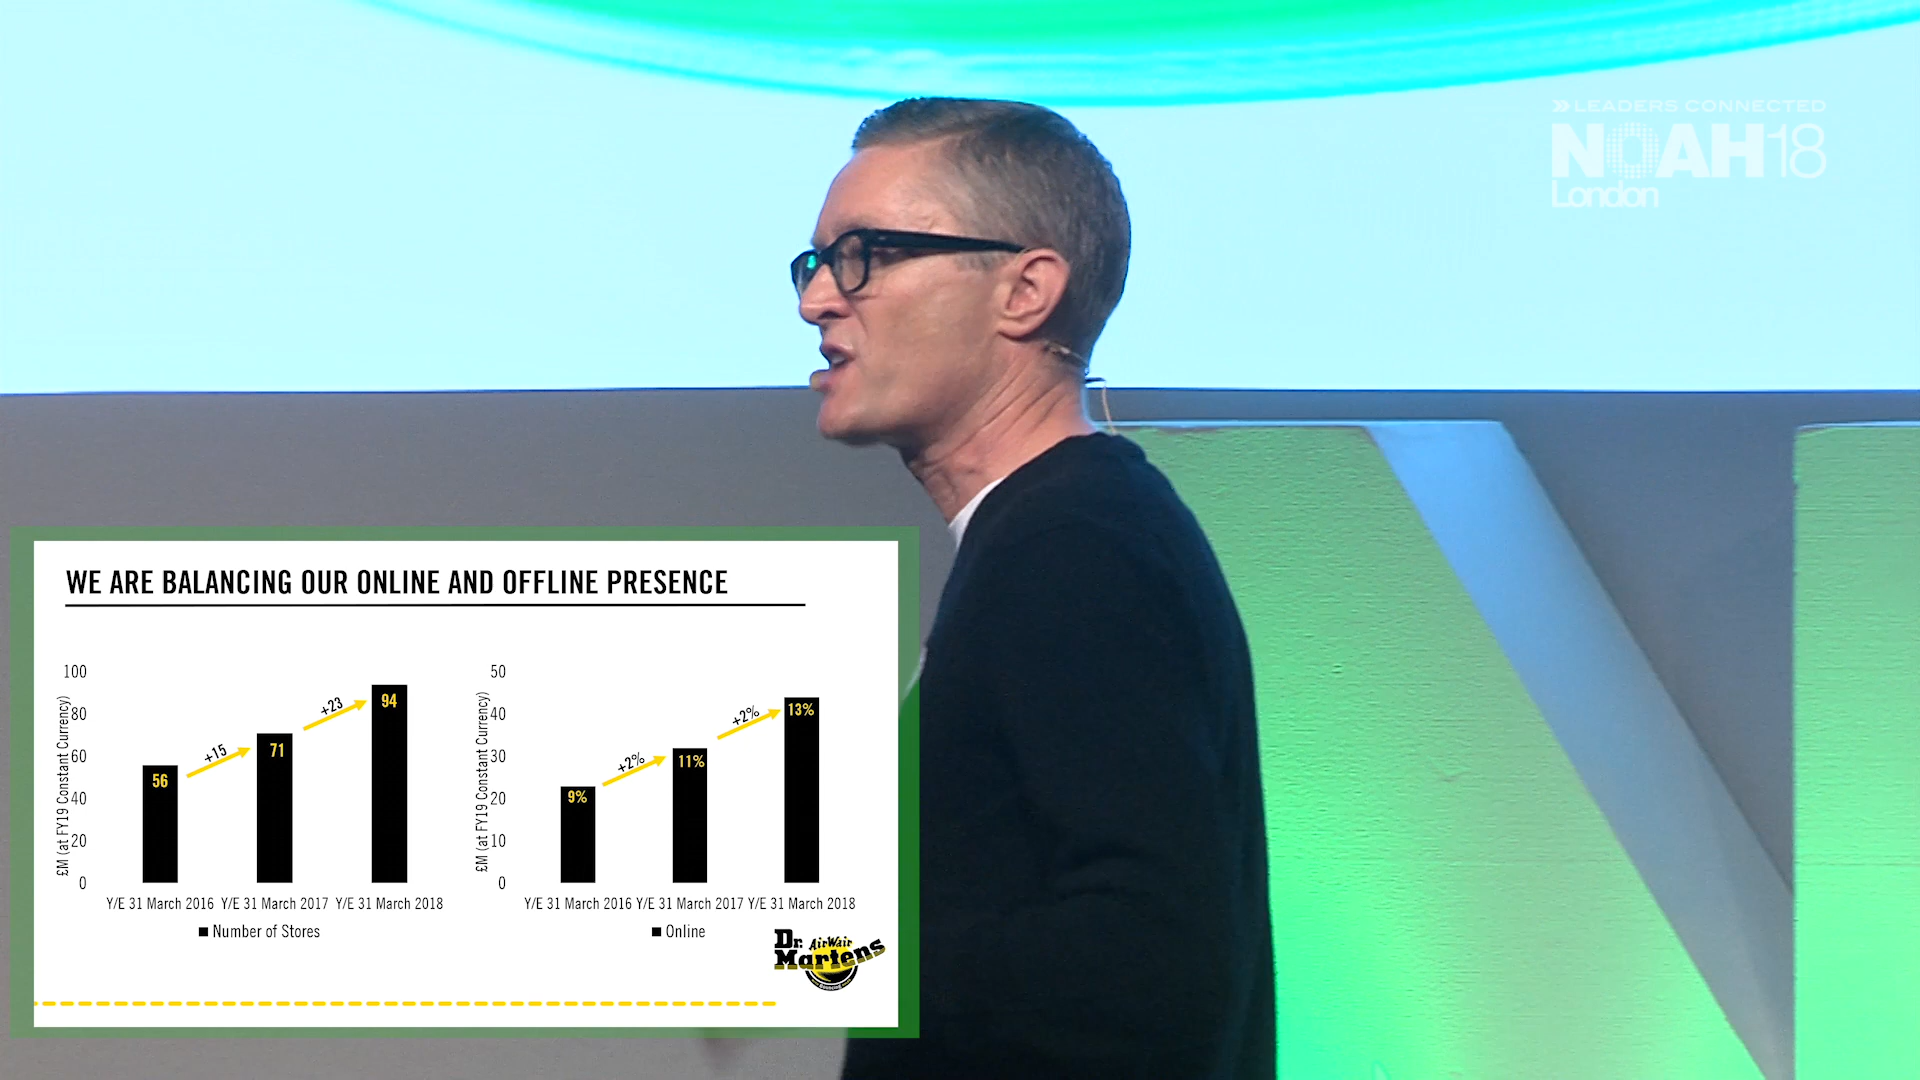 LEADERS CONNECTED
NOAH18
London
WE ARE BALANCING OUR ONLINE AND OFFLINE PRESENCE
£M (at FY19 Constant Currency)
100
80
60
40
20
0
56
+15
71
+23
94
Y/E 31 March 2016 Y/E 31 March 2017 Y/E 31 March 2018
Number of Stores
£M (at FY19 Constant Currency)
50
40
30
20
10
0
9%
+2%
11%
+2%
13%
Y/E 31 March 2016 Y/E 31 March 2017 Y/E 31 March 2018
Online
Dr. AirWair
Martens